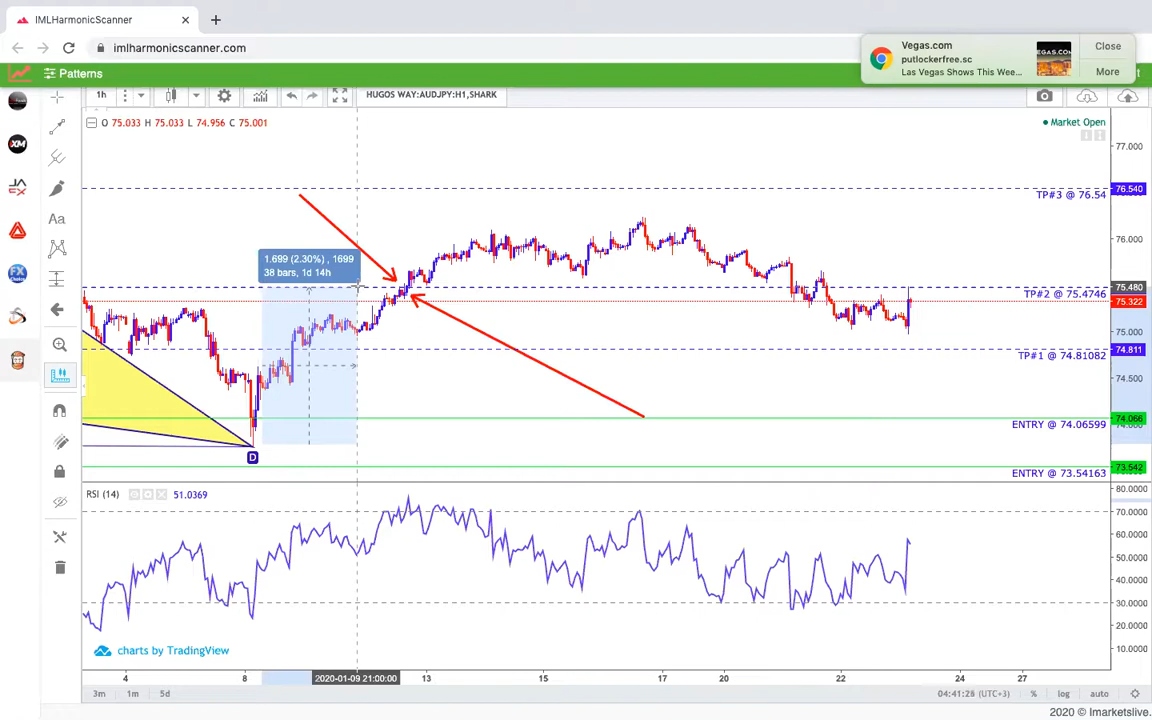 IMLHarmonicScanner
imlharmonicscanner.com
Vegas.com
putlockerfree.sc
Las Vegas Shows This Wee...
Close
More
Patterns
1h
HUGOS WAY:AUDJPY:H1,SHARK
O 75.033 H 75.033 L 74.956 C 75.001
Market Open
XM
FX
Aa
77.000
76.540
TP#3 @ 76.54
76.000
1.699 (2.30%) , 1699
38 bars, 1d 14h
75.480
TP#2 @ 75.4746
75.322
75.000
74.811
TP#1 @ 74.81082
74.500
74.066
ENTRY @ 74.06599
D
73.542
ENTRY @ 73.54163
RSI (14)
51.0369
80.0000
70.0000
60.0000
50.0000
40.0000
30.0000
20.0000
10.0000
charts by TradingView
4
8
2020-01-09 21:00:00
13
15
17
20
22
24
27
3m
1m
5d
04:41:28 (UTC+3)
%
log
auto
2020 © Imarketslive.